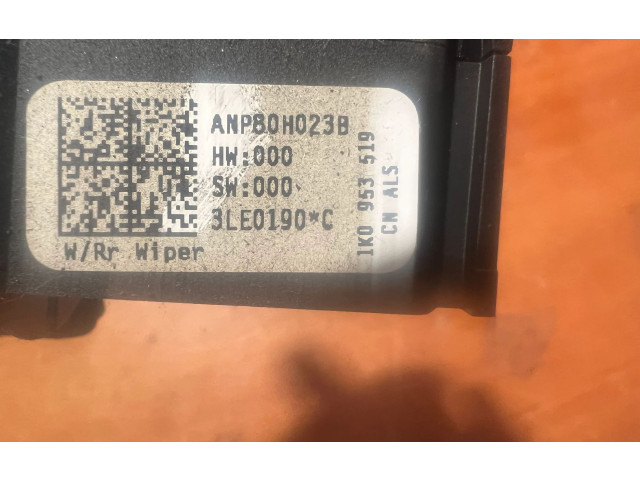 ANPB0H023B
HW:000
SW:000
3LE0190*C
W/Rr Wiper
1K0 953 519
CN ALS